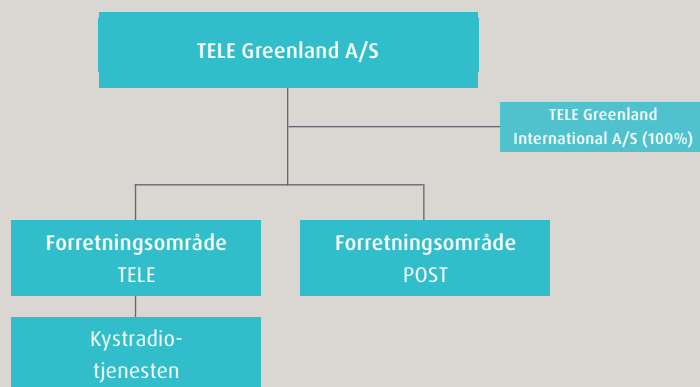 TELE Greenland A/S
TELE Greenland
International A/S (100%)
Forretningsområde
TELE
Forretningsområde
POST
Kystradio-
tjenesten